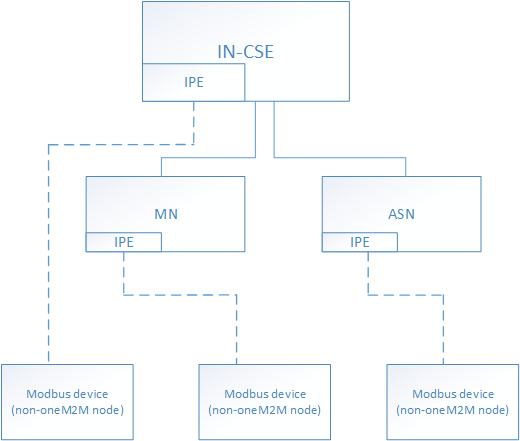 IN-CSE
IPE
MN
IPE
ASN
IPE
Modbus device
(non-oneM2M node)
Modbus device
(non-oneM2M node)
Modbus device
(non-oneM2M node)